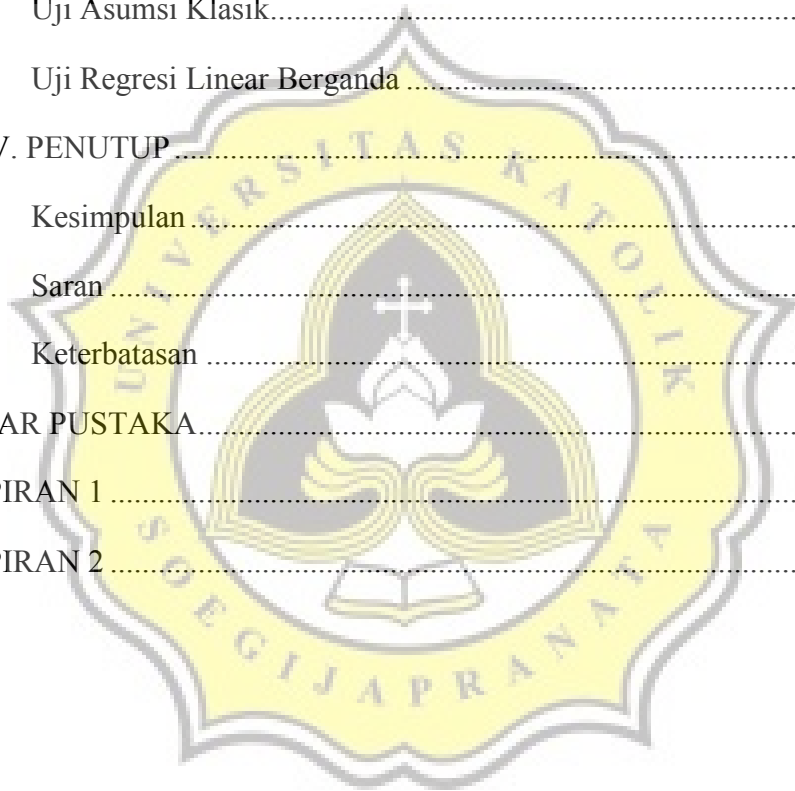 Uji Asumsi Klasik....................................................................
Uji Regresi Linear Berganda....................................................
V. PENUTUP..............................................................................
Kesimpulan..............................................................................
Saran........................................................................................
Keterbatasan............................................................................
AR PUSTAKA...........................................................................
PIRAN 1.....................................................................................
PIRAN 2.....................................................................................
UNIVERSITAS KATOLIK
SOEGIJAPRANATA